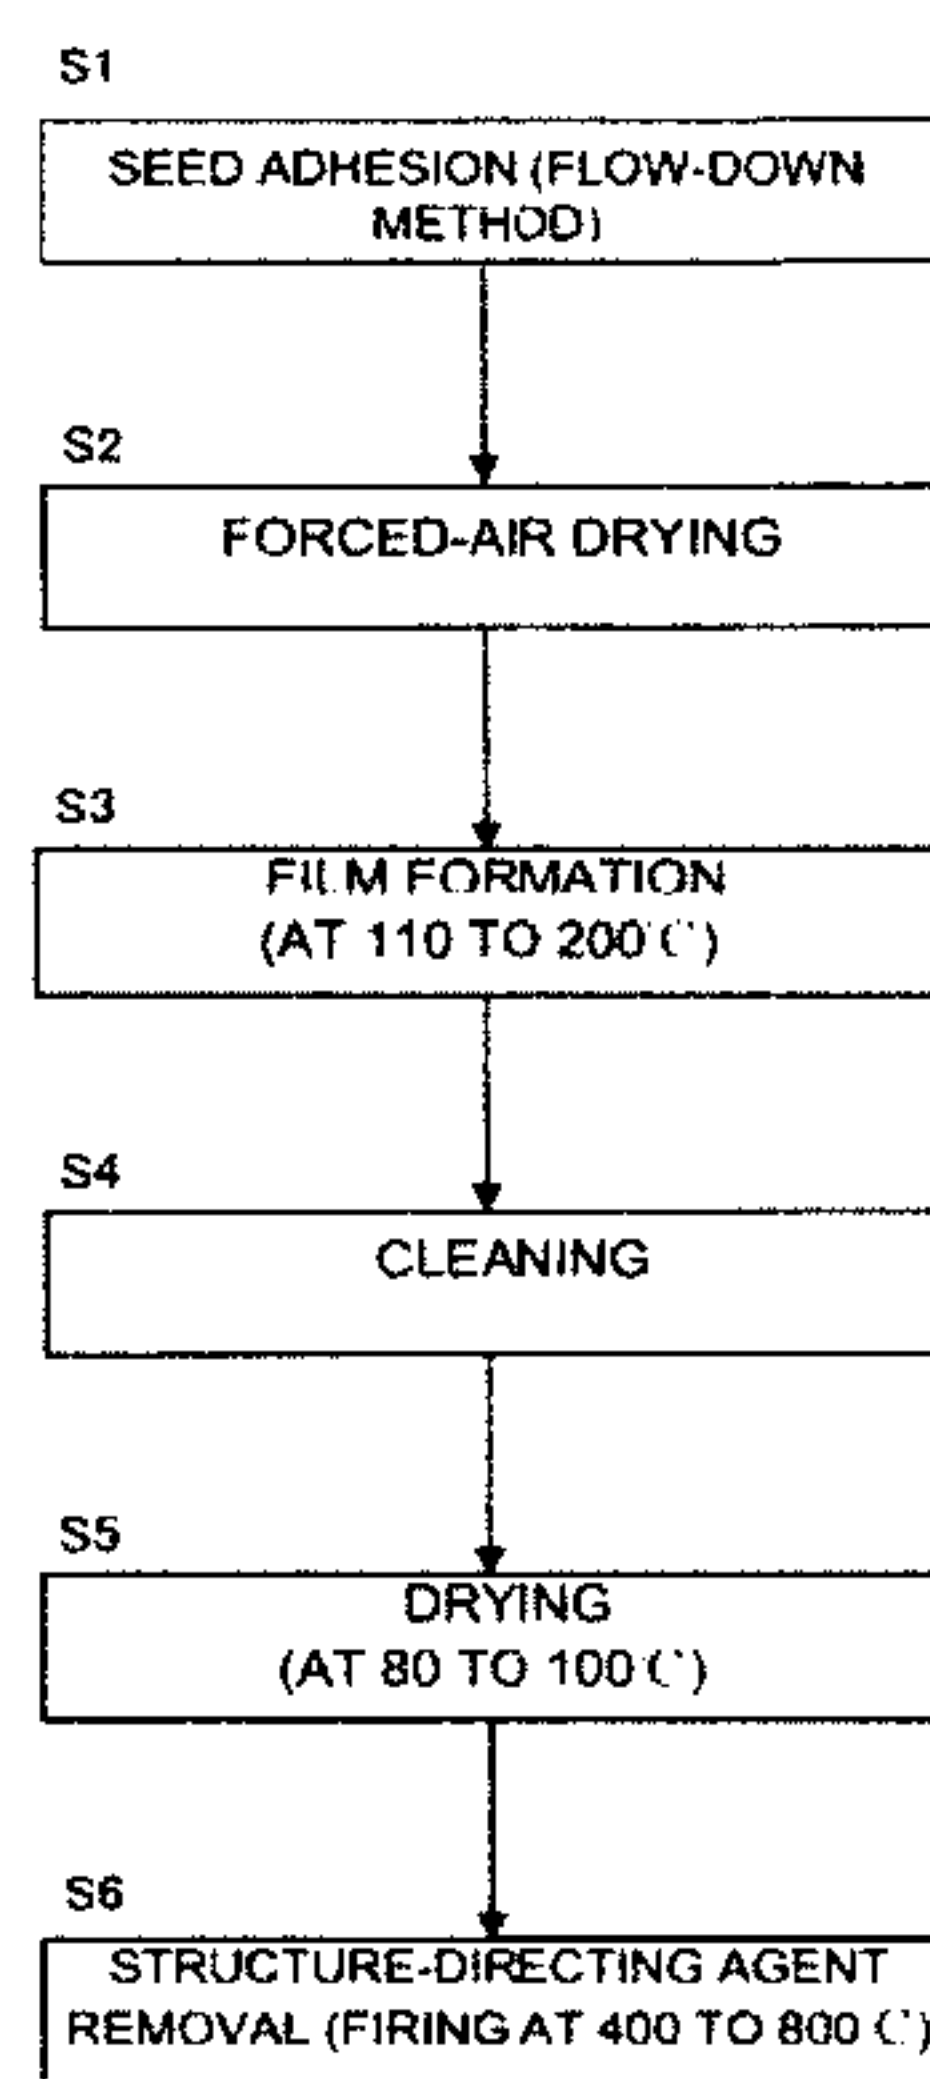 S1
SEED ADHESION (FLOW-DOWN
METHOD)
S2
FORCED-AIR DRYING
S3
FILM FORMATION
(AT 110 TO 200℃)
S4
CLEANING
S5
DRYING
(AT 80 TO 100℃)
S6
STRUCTURE-DIRECTING AGENT
REMOVAL (FIRING AT 400 TO 800 ℃)